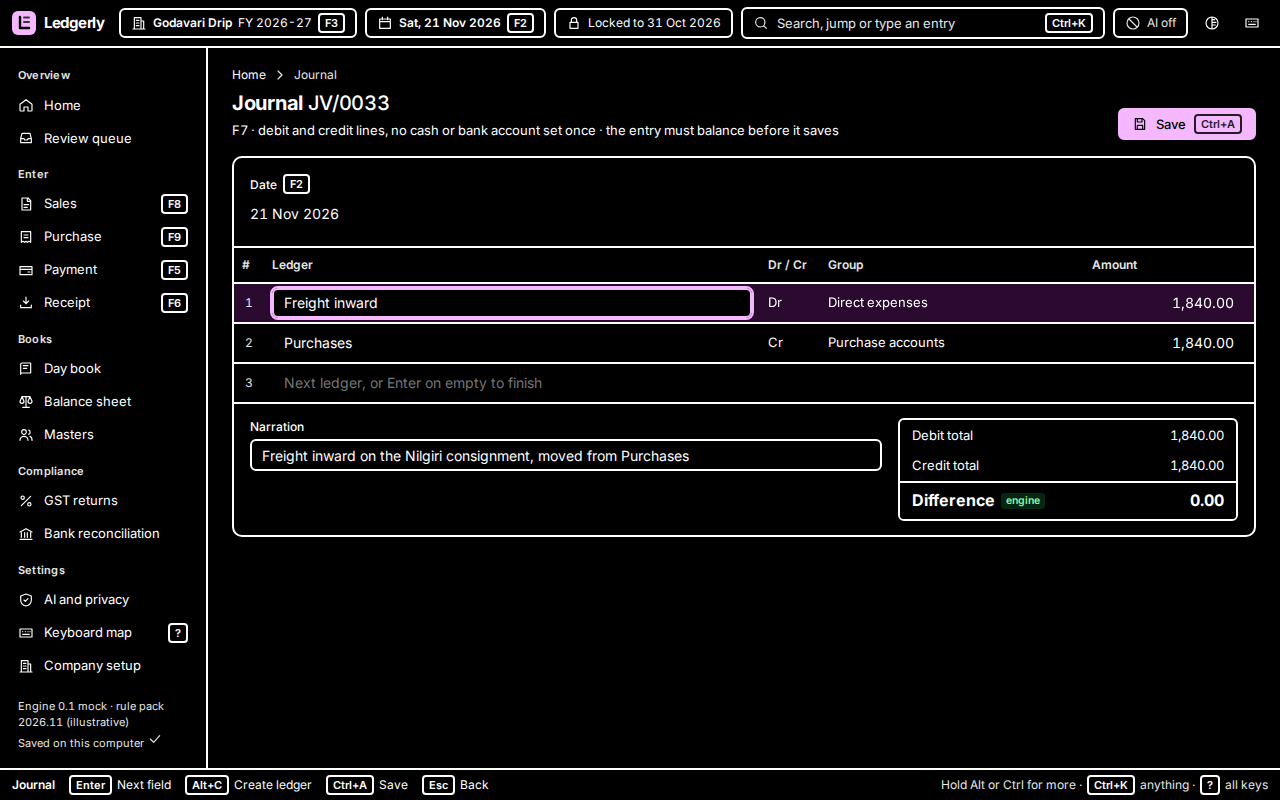 Ledgerly
Godavari Drip FY 2026-27 F3
Sat, 21 Nov 2026 F2
Locked to 31 Oct 2026
Search, jump or type an entry Ctrl+K
AI off
Overview
Home
Review queue
Enter
Sales F8
Purchase F9
Payment F5
Receipt F6
Books
Day book
Balance sheet
Masters
Compliance
GST returns
Bank reconciliation
Settings
AI and privacy
Keyboard map ?
Company setup
Engine 0.1 mock · rule pack
2026.11 (illustrative)
Saved on this computer
Home Journal
Journal JV/0033
F7 · debit and credit lines, no cash or bank account set once · the entry must balance before it saves
Save Ctrl+A
Date F2
21 Nov 2026
# Ledger Dr / Cr Group Amount
1 Freight inward Dr Direct expenses 1,840.00
2 Purchases Cr Purchase accounts 1,840.00
3 Next ledger, or Enter on empty to finish
Narration
Freight inward on the Nilgiri consignment, moved from Purchases
Debit total 1,840.00
Credit total 1,840.00
Difference engine 0.00
Journal Enter Next field Alt+C Create ledger Ctrl+A Save Esc Back
Hold Alt or Ctrl for more · Ctrl+K anything · ? all keys